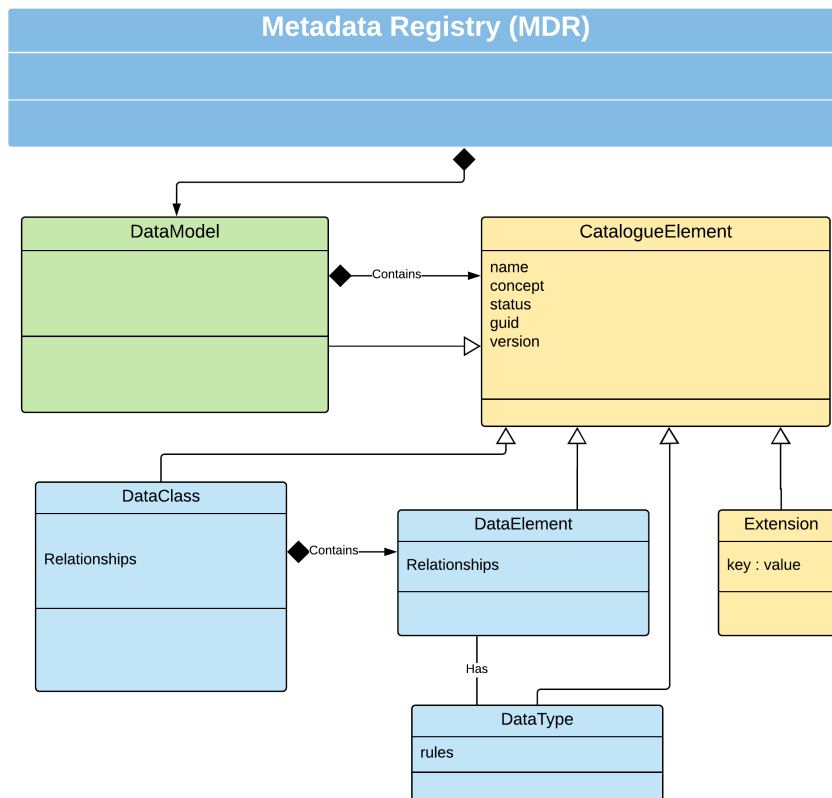 Metadata Registry (MDR)
DataModel
CatalogueElement
Contains
name
concept
status
guid
version
DataClass
Relationships
Contains
DataElement
Relationships
Extension
key : value
Has
DataType
rules